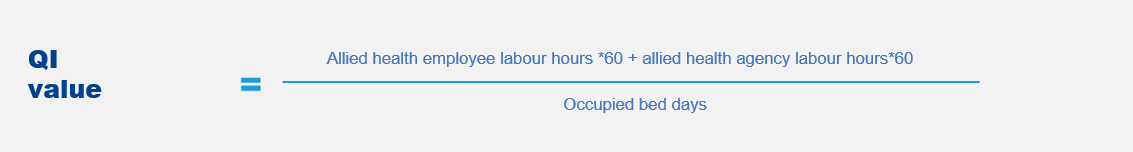 QI
value
=
Allied health employee labour hours *60 + allied health agency labour hours*60
Occupied bed days